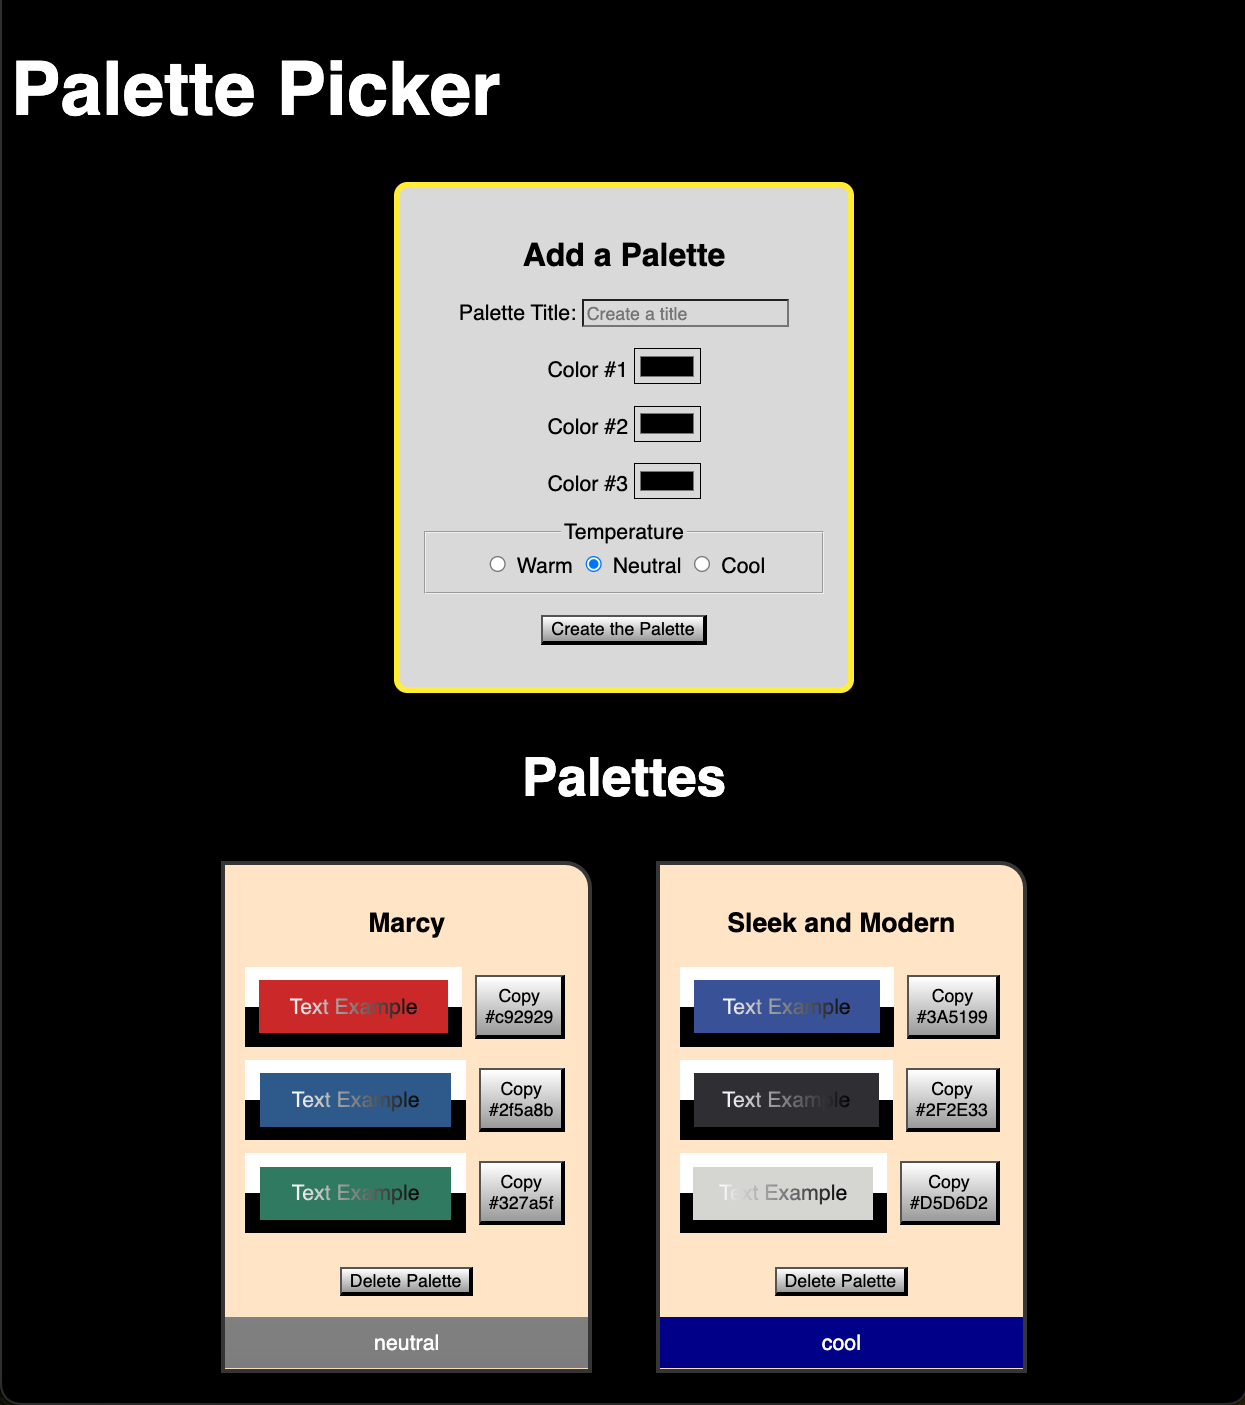 Palette Picker
Add a Palette
Palette Title: Create a title
Color #1
Color #2
Color #3
Temperature
Warm Neutral Cool
Create the Palette
Palettes
Marcy
Text Example
Copy
#c92929
Text Example
Copy
#2f5a8b
Text Example
Copy
#327a5f
Delete Palette
neutral
Sleek and Modern
Text Example
Copy
#3A5199
Text Example
Copy
#2F2E33
Text Example
Copy
#D5D6D2
Delete Palette
cool